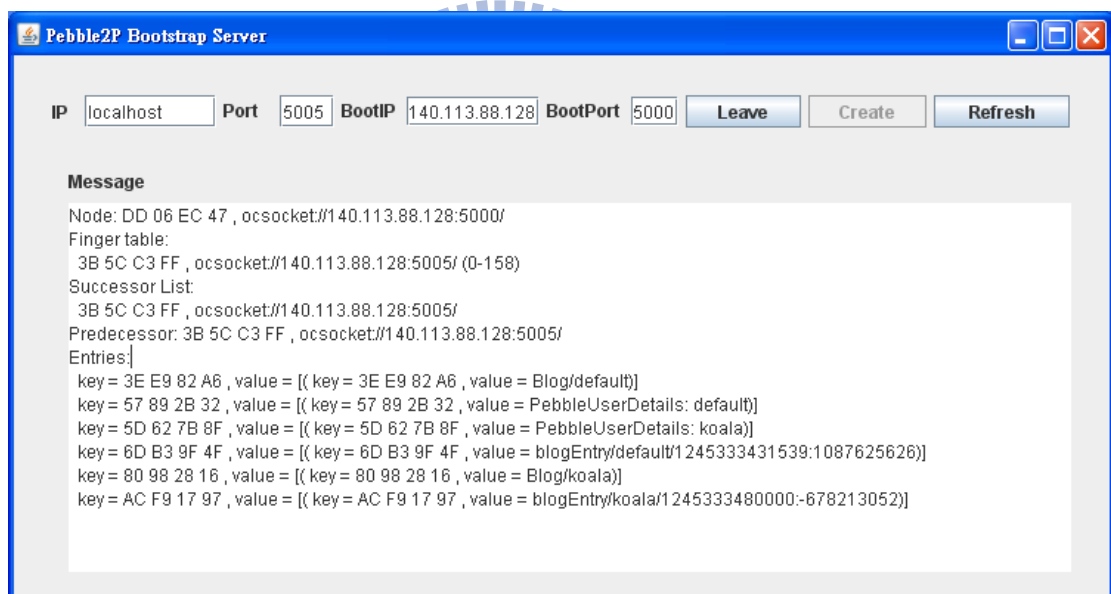 Pebble2P Bootstrap Server
IP localhost Port 5005 BootIP 140.113.88.128 BootPort 5000 Leave Create Refresh
Message
Node: DD 06 EC 47 , ocsocket://140.113.88.128:5000/
Finger table:
3B 5C C3 FF , ocsocket://140.113.88.128:5005/ (0-158)
Successor List:
3B 5C C3 FF , ocsocket://140.113.88.128:5005/
Predecessor: 3B 5C C3 FF , ocsocket://140.113.88.128:5005/
Entries:
key = 3E E9 82 A6 , value = [( key = 3E E9 82 A6 , value = Blog/default)]
key = 57 89 2B 32 , value = [( key = 57 89 2B 32 , value = PebbleUserDetails: default)]
key = 5D 62 7B 8F , value = [( key = 5D 62 7B 8F , value = PebbleUserDetails: koala)]
key = 6D B3 9F 4F , value = [( key = 6D B3 9F 4F , value = blogEntry/default/1245333431539:1087625626)]
key = 80 98 28 16 , value = [( key = 80 98 28 16 , value = Blog/koala)]
key = AC F9 17 97 , value = [( key = AC F9 17 97 , value = blogEntry/koala/1245333480000:-678213052)]